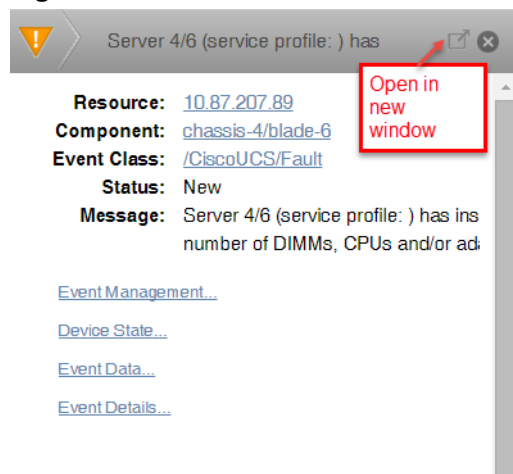 Server 4/6 (service profile: ) has
Open in
new
window
Resource: 10.87.207.89
Component: chassis-4/blade-6
Event Class: /CiscoUCS/Fault
Status: New
Message: Server 4/6 (service profile: ) has ins
number of DIMMs, CPUs and/or ada
Event Management...
Device State...
Event Data...
Event Details...